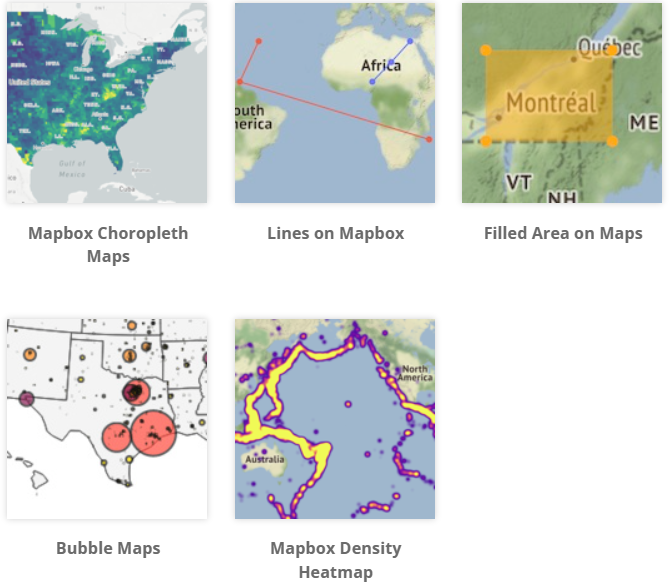 United States
Gulf of
Mexico
Cuba
Africa
outh
nerica
Québec
Montréal
ME
VT
NH
Mapbox Choropleth
Maps
Lines on Mapbox
Filled Area on Maps
North
America
Australia
Bubble Maps
Mapbox Density
Heatmap